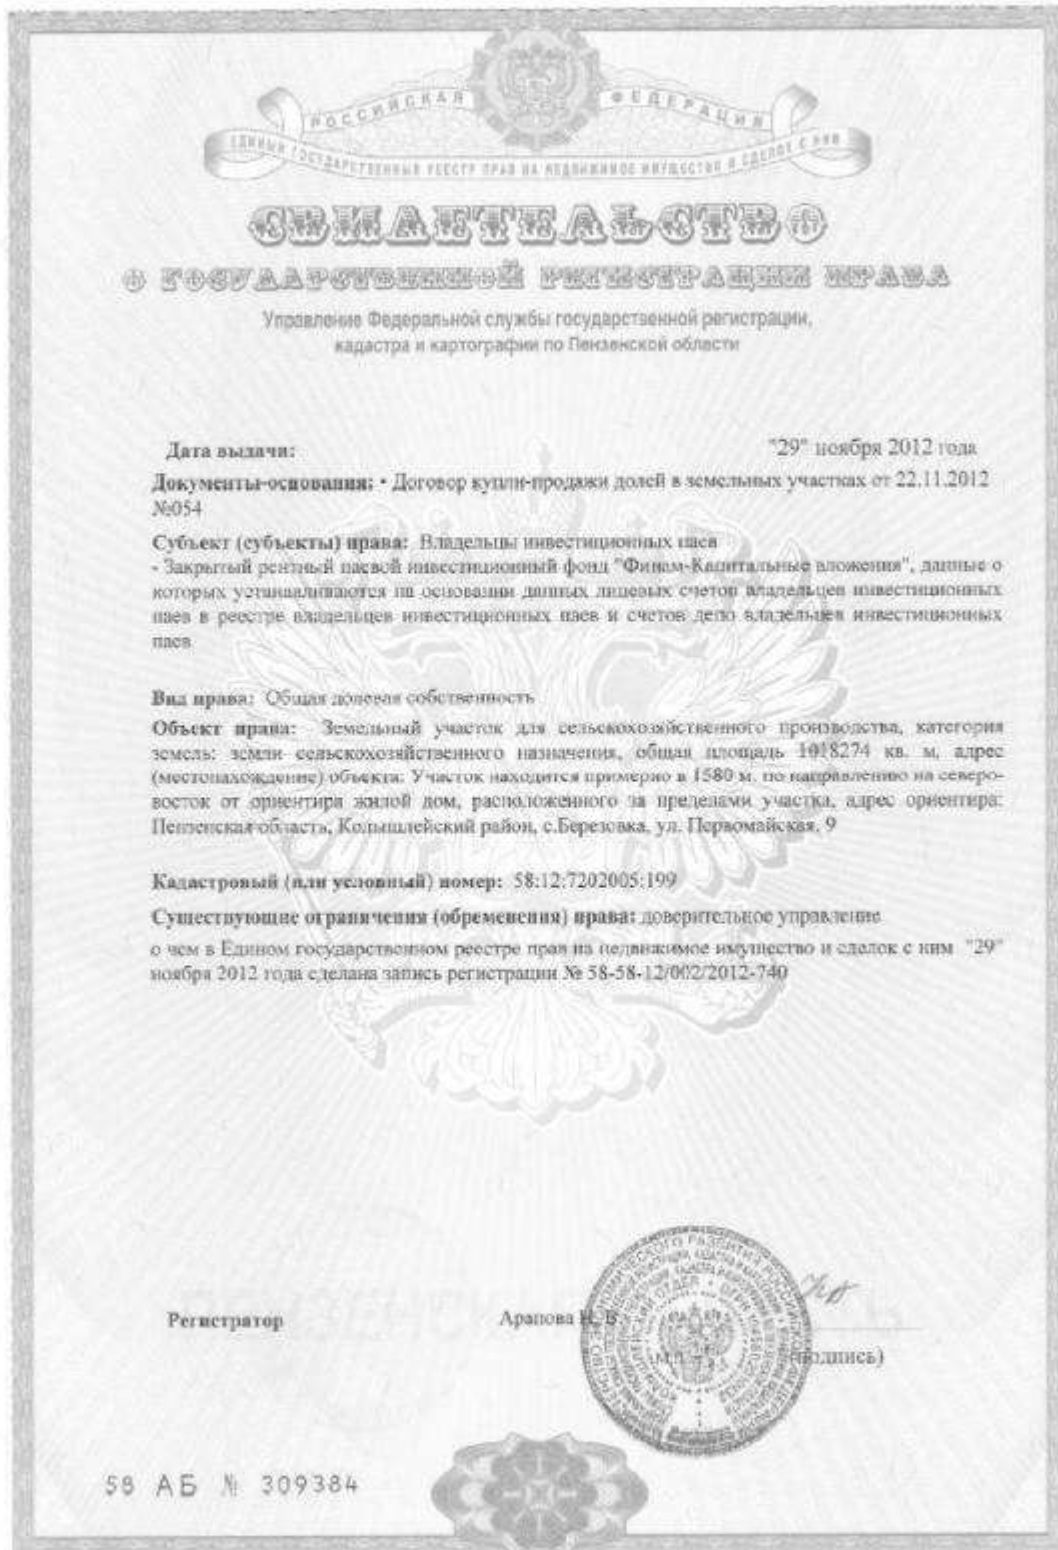 РОССИЙСКАЯ ФЕДЕРАЦИЯ
ЕДИНЫЙ ГОСУДАРСТВЕННЫЙ РЕЕСТР ПРАВ НА НЕДВИЖИМОЕ ИМУЩЕСТВО И СДЕЛОК С НИМ
СВИДЕТЕЛЬСТВО
О ГОСУДАРСТВЕННОЙ РЕГИСТРАЦИИ ПРАВА
Управление Федеральной службы государственной регистрации,
кадастра и картографии по Пензенской области
Дата выдачи: "29" ноября 2012 года
Документы-основания: • Договор купли-продажи долей в земельных участках от 22.11.2012
№054
Субъект (субъекты) права: Владельцы инвестиционных паев
- Закрытый рентный паевой инвестиционный фонд "Финам-Капитальные вложения", данные о
которых устанавливаются на основании данных лицевых счетов владельцев инвестиционных
паев в реестре владельцев инвестиционных паев и счетов депо владельцев инвестиционных
паев
Вид права: Общая долевая собственность
Объект права: Земельный участок для сельскохозяйственного производства, категория
земель: земли сельскохозяйственного назначения, общая площадь 1018274 кв. м, адрес
(местонахождение) объекта: Участок находится примерно в 1580 м. по направлению на северо-
восток от ориентира жилой дом, расположенного за пределами участка, адрес ориентира:
Пензенская область, Колышлейский район, с.Березовка, ул. Первомайская, 9
Кадастровый (или условный) номер: 58:12:7202005:199
Существующие ограничения (обременения) права: доверительное управление
о чем в Едином государственном реестре прав на недвижимое имущество и сделок с ним "29"
ноября 2012 года сделана запись регистрации № 58-58-12/002/2012-740
Регистратор Арапова Н. В.
(подпись)
58 АБ № 309384